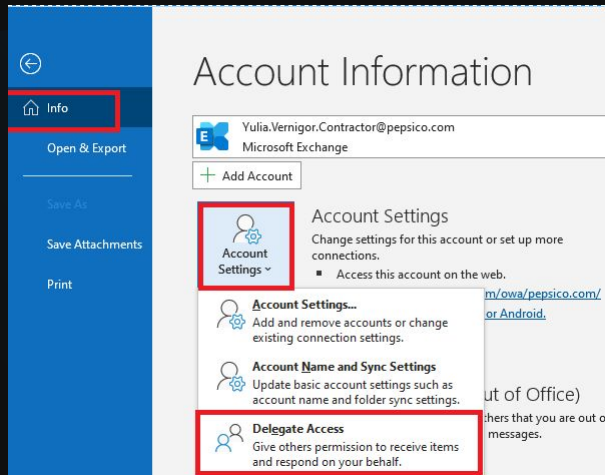 Account Information
Info
Yulia.Vernigor.Contractor@pepsico.com
Microsoft Exchange
Open & Export
+ Add Account
Save As
Save Attachments
Print
Account
Settings
Account Settings
Change settings for this account or set up more
connections.
Access this account on the web.
m/owa/pepsico.com/
or Android.
Account Settings...
Add and remove accounts or change
existing connection settings.
Account Name and Sync Settings
Update basic account settings such as
account name and folder sync settings.
Delegate Access
Give others permission to receive items
and respond on your behalf.
ut of Office)
hers that you are out o
messages.